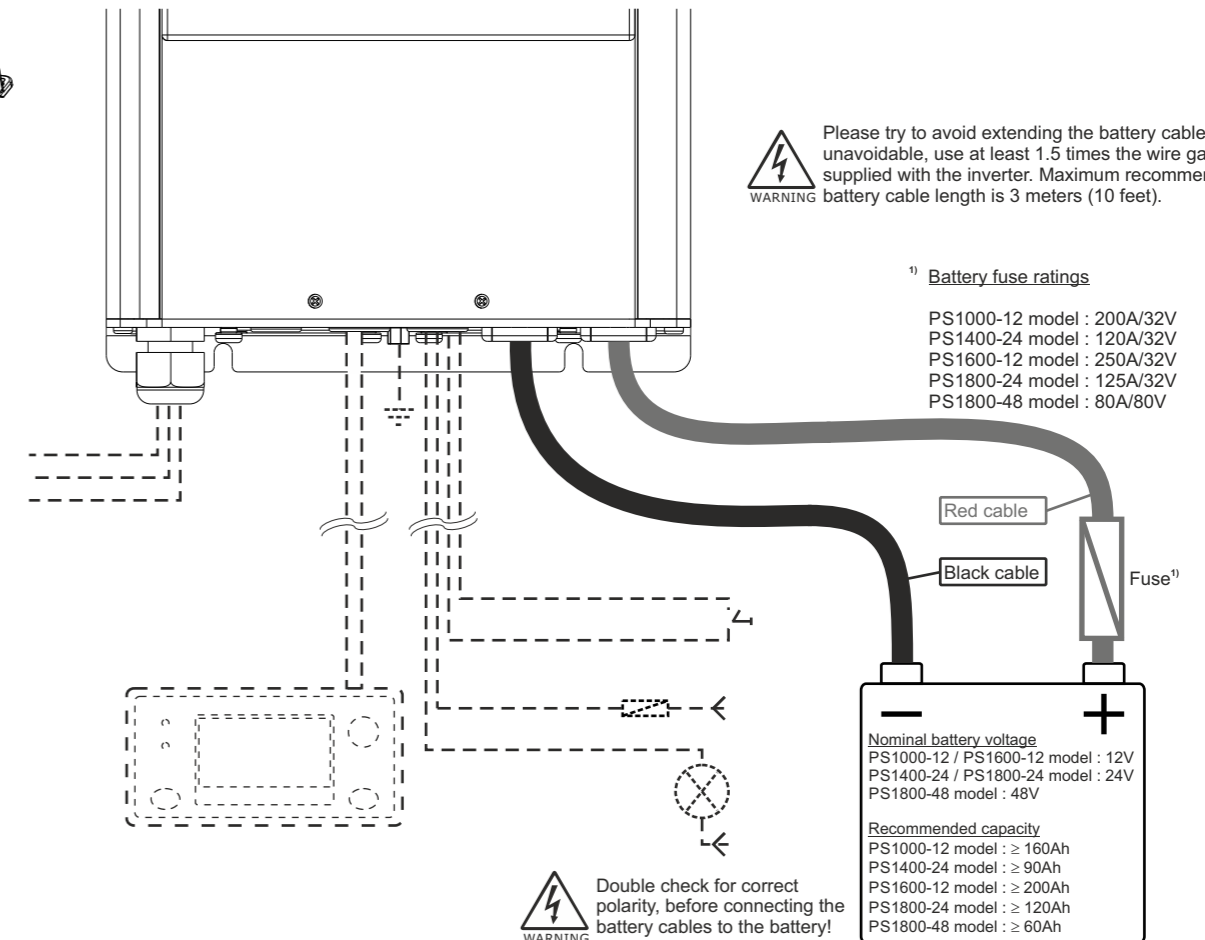 Please try to avoid extending the battery cable
unavoidable, use at least 1.5 times the wire ga
supplied with the inverter. Maximum recommen
battery cable length is 3 meters (10 feet).
WARNING
¹⁾ Battery fuse ratings
PS1000-12 model : 200A/32V
PS1400-24 model : 120A/32V
PS1600-12 model : 250A/32V
PS1800-24 model : 125A/32V
PS1800-48 model : 80A/80V
Red cable
Black cable
Fuse¹⁾
Nominal battery voltage
PS1000-12 / PS1600-12 model : 12V
PS1400-24 / PS1800-24 model : 24V
PS1800-48 model : 48V
Recommended capacity
PS1000-12 model : ≥ 160Ah
PS1400-24 model : ≥ 90Ah
PS1600-12 model : ≥ 200Ah
PS1800-24 model : ≥ 120Ah
PS1800-48 model : ≥ 60Ah
Double check for correct
polarity, before connecting the
battery cables to the battery!
WARNING